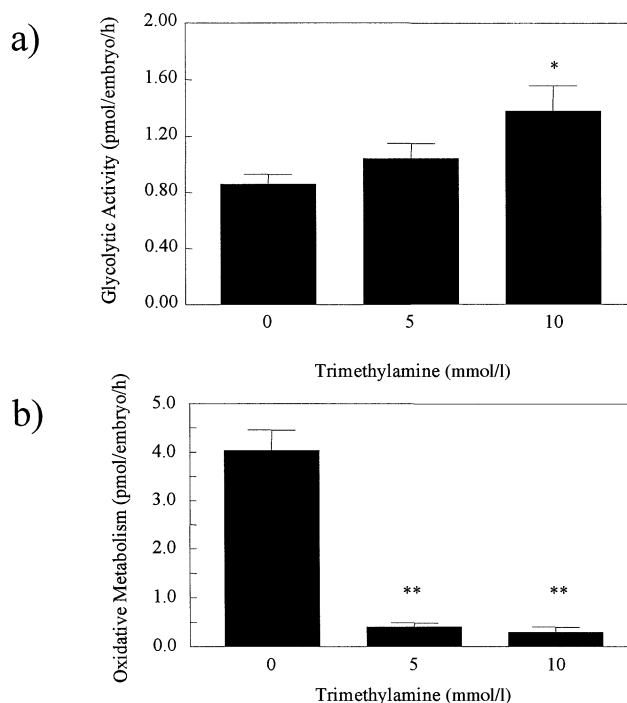 a)
Glycolytic Activity (pmol/embryo/h)
2.00
1.60
1.20
0.80
0.40
0.00
*
0 5 10
Trimethylamine (mmol/l)
b)
Oxidative Metabolism (pmol/embryo/h)
5.0
4.0
3.0
2.0
1.0
0.0
** **
0 5 10
Trimethylamine (mmol/l)